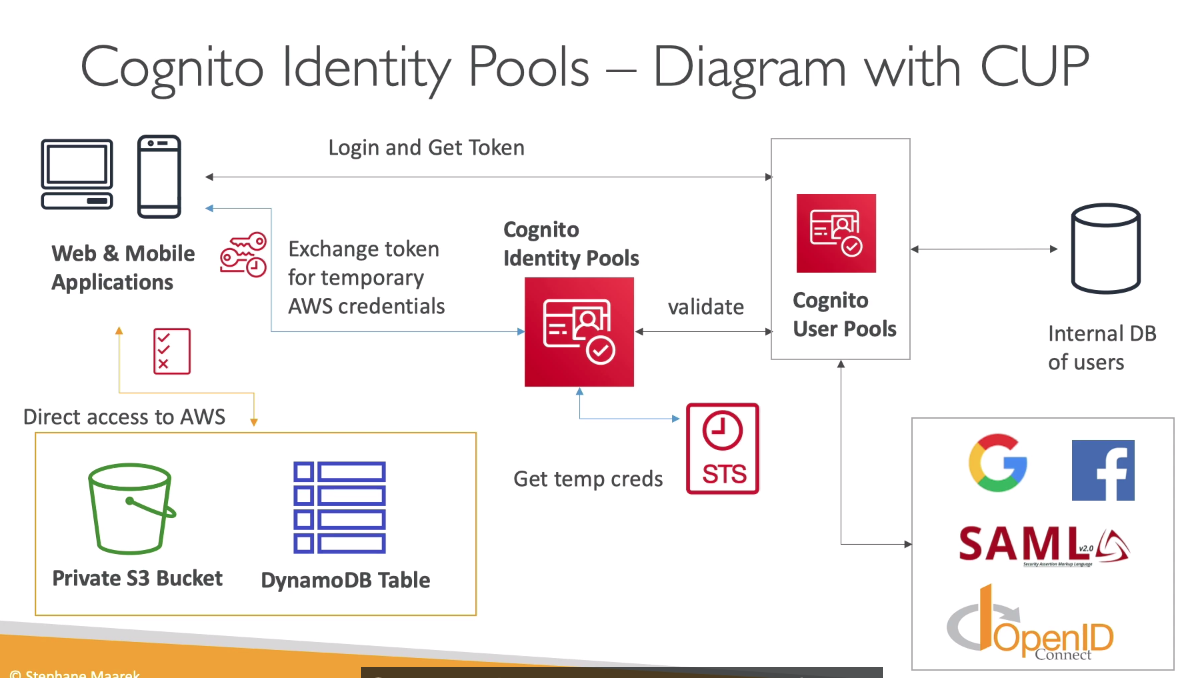 Cognito Identity Pools – Diagram with CUP
Login and Get Token
Web & Mobile
Applications
Exchange token
for temporary
AWS credentials
Cognito
Identity Pools
validate
Cognito
User Pools
Internal DB
of users
Direct access to AWS
Get temp creds
STS
Private S3 Bucket
DynamoDB Table
G
f
SAML v2.0
Security Assertion Markup Language
OpenID
Connect
© Stephane Maarek